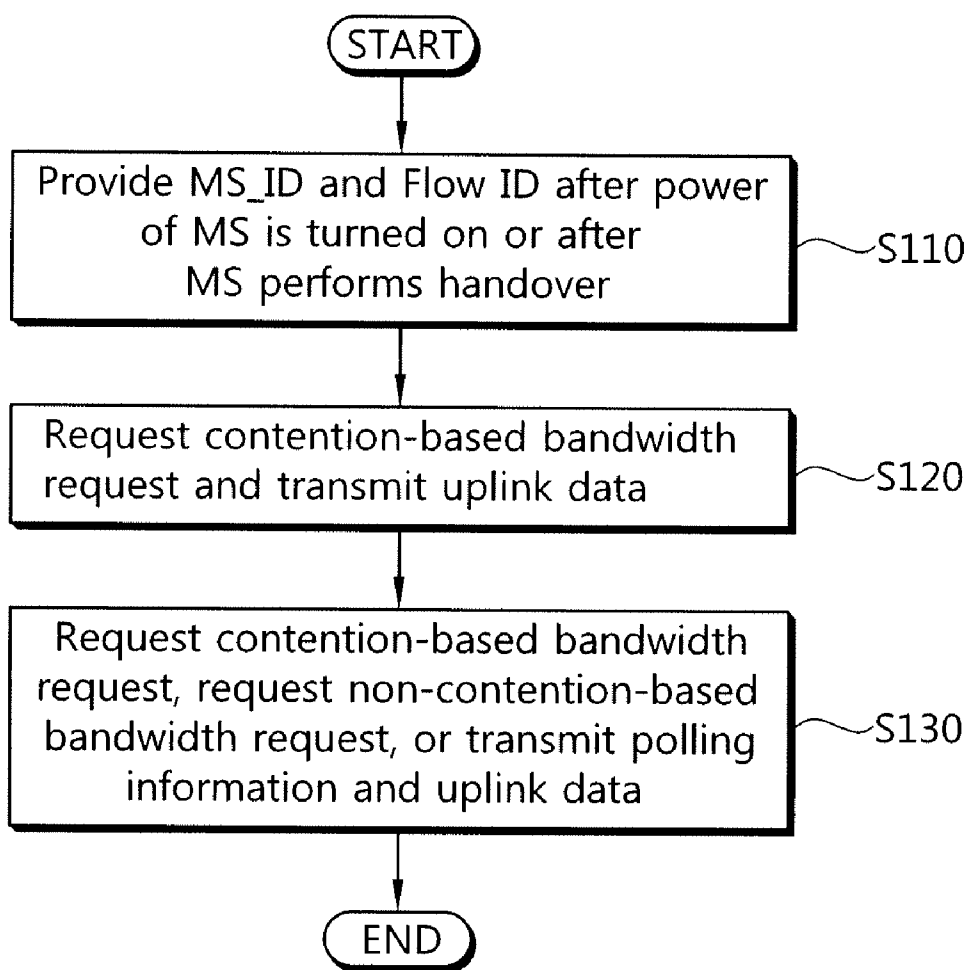 START
Provide MS_ID and Flow ID after power
of MS is turned on or after
MS performs handover
S110
Request contention-based bandwidth
request and transmit uplink data
S120
Request contention-based bandwidth
request, request non-contention-based
bandwidth request, or transmit polling
information and uplink data
S130
END